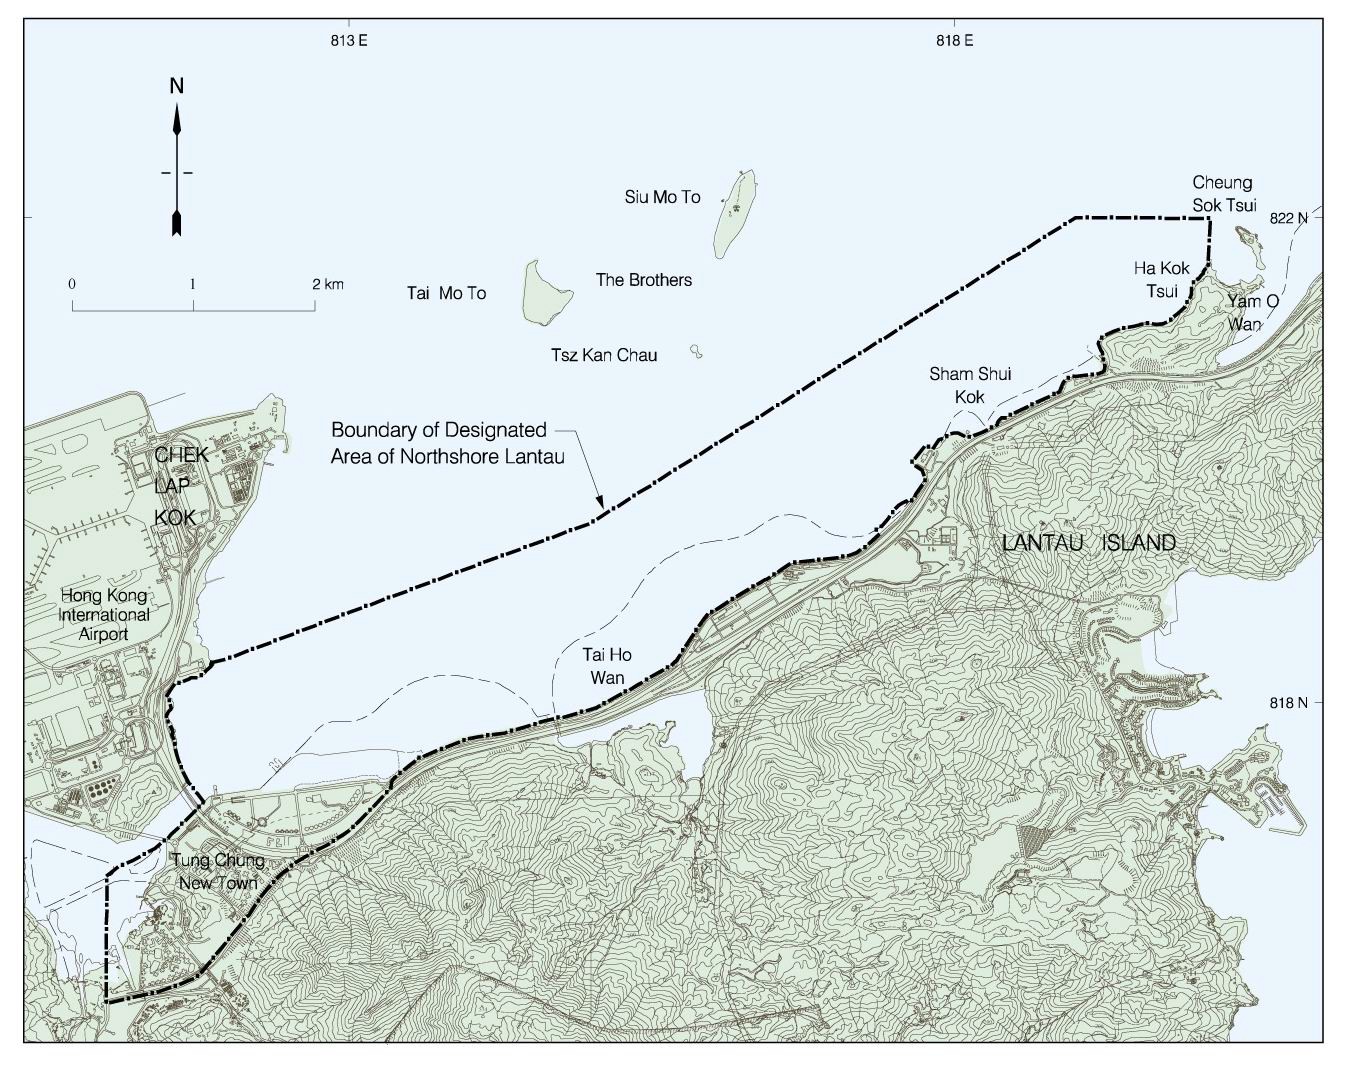 813 E
818 E
N
Cheung
Sok Tsui
Siu Mo To
822 N
Ha Kok
Tsui
The Brothers
0 1 2 km
Tai Mo To
Yam O
Wan
Tsz Kan Chau
Sham Shui
Kok
Boundary of Designated
Area of Northshore Lantau
CHEK
LAP
KOK
LANTAU ISLAND
Hong Kong
International
Airport
Tai Ho
Wan
818 N
Tung Chung
New Town